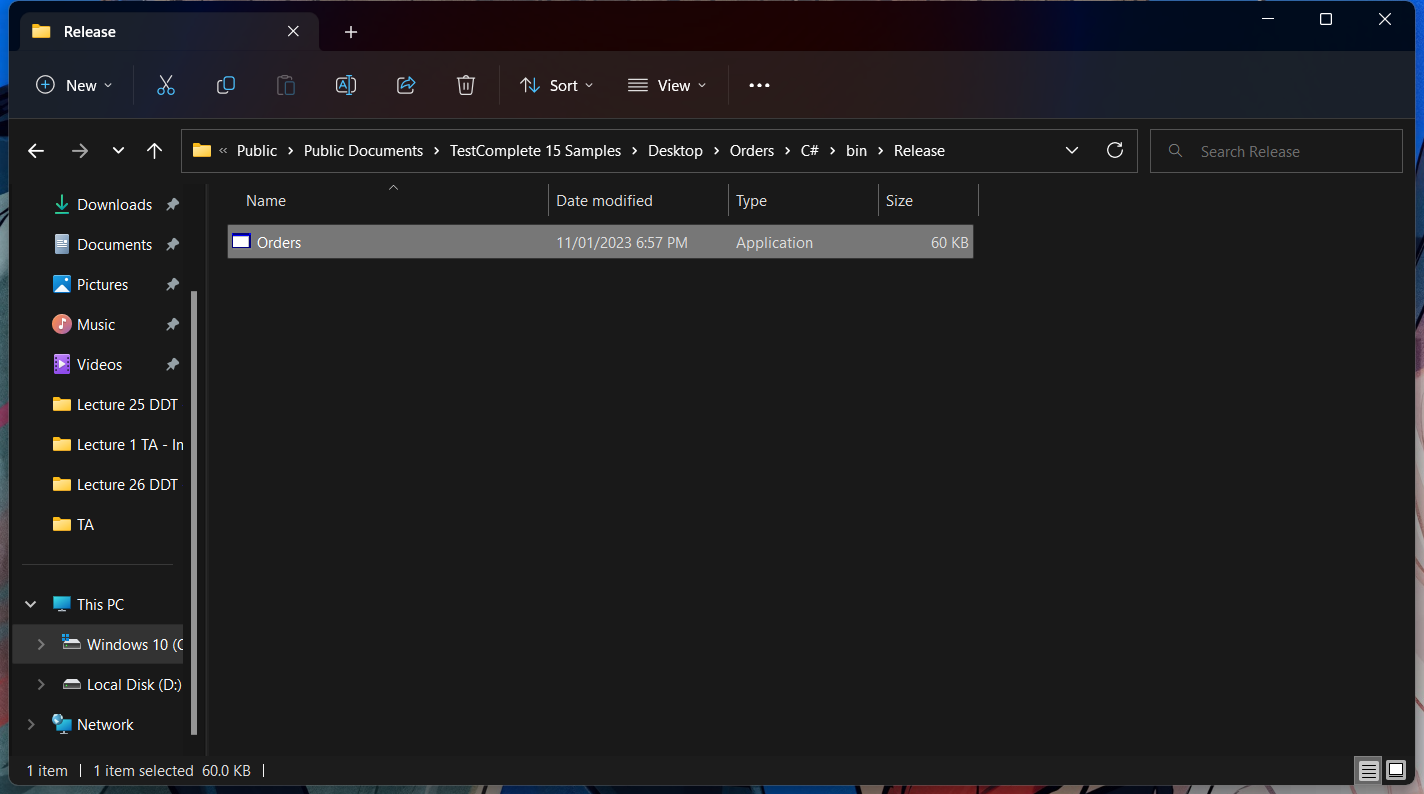 Release
New
Sort
View
« Public > Public Documents > TestComplete 15 Samples > Desktop > Orders > C# > bin > Release
Search Release
Downloads
Documents
Pictures
Music
Videos
Lecture 25 DDT
Lecture 1 TA - In
Lecture 26 DDT
TA
This PC
Windows 10 (C
Local Disk (D:)
Network
Name Date modified Type Size
Orders 11/01/2023 6:57 PM Application 60 KB
1 item 1 item selected 60.0 KB